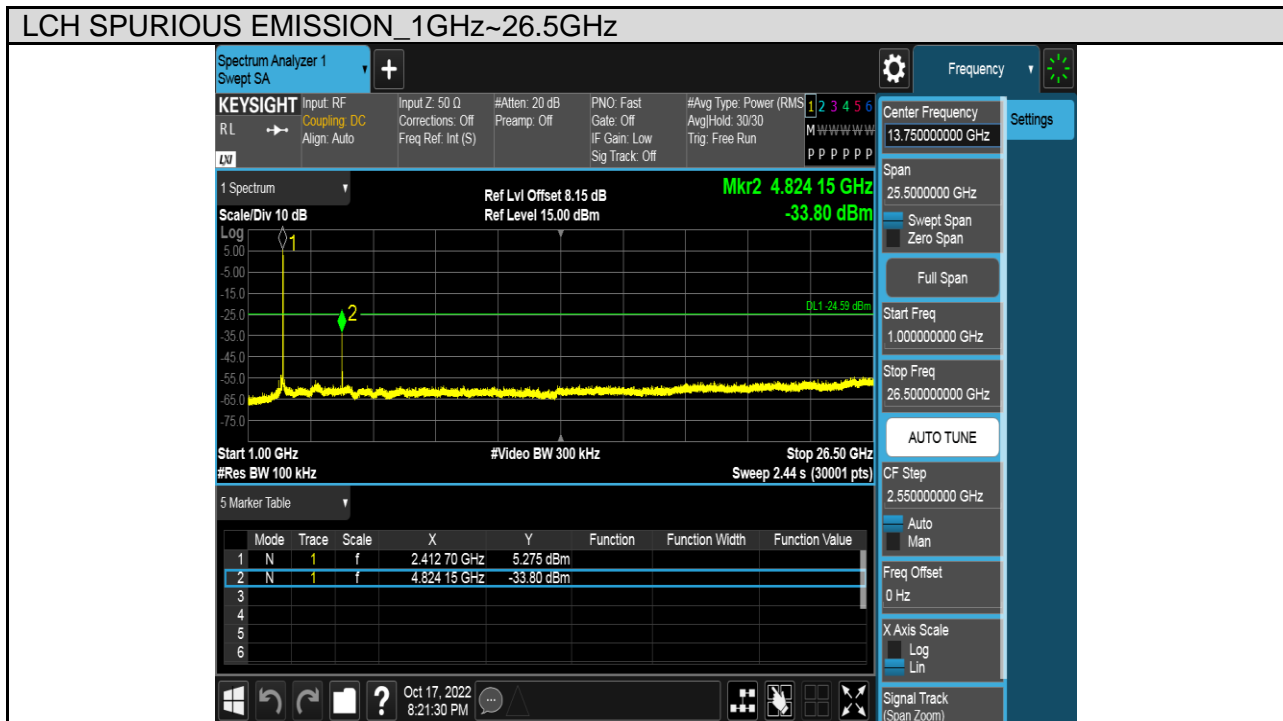 LCH SPURIOUS EMISSION_1GHz~26.5GHz
Spectrum Analyzer 1
Swept SA
+
Frequency
KEYSIGHT Input: RF Input Z: 50 Ω #Atten: 20 dB PNO: Fast #Avg Type: Power (RMS 1 2 3 4 5 6
RL Coupling: DC Corrections: Off Preamp: Off Gate: Off Avg|Hold: 30/30 M W W W W W
Align: Auto Freq Ref: Int (S) IF Gain: Low Trig: Free Run
LXI Sig Track: Off P P P P P P
Center Frequency
13.750000000 GHz
Settings
Span
25.5000000 GHz
Swept Span
Zero Span
Full Span
Start Freq
1.000000000 GHz
Stop Freq
26.500000000 GHz
AUTO TUNE
CF Step
2.550000000 GHz
Auto
Man
Freq Offset
0 Hz
X Axis Scale
Log
Lin
Signal Track
(Span Zoom)
1 Spectrum
Ref Lvl Offset 8.15 dB
Mkr2 4.824 15 GHz
Scale/Div 10 dB
Ref Level 15.00 dBm
-33.80 dBm
Log
1
5.00
-5.00
-15.0
DL1 -24.59 dBm
-25.0
2
-35.0
-45.0
-55.0
-65.0
-75.0
Start 1.00 GHz #Video BW 300 kHz Stop 26.50 GHz
#Res BW 100 kHz Sweep 2.44 s (30001 pts)
5 Marker Table
Mode Trace Scale X Y Function Function Width Function Value
1 N 1 f 2.412 70 GHz 5.275 dBm
2 N 1 f 4.824 15 GHz -33.80 dBm
3
4
5
6
? Oct 17, 2022
8:21:30 PM